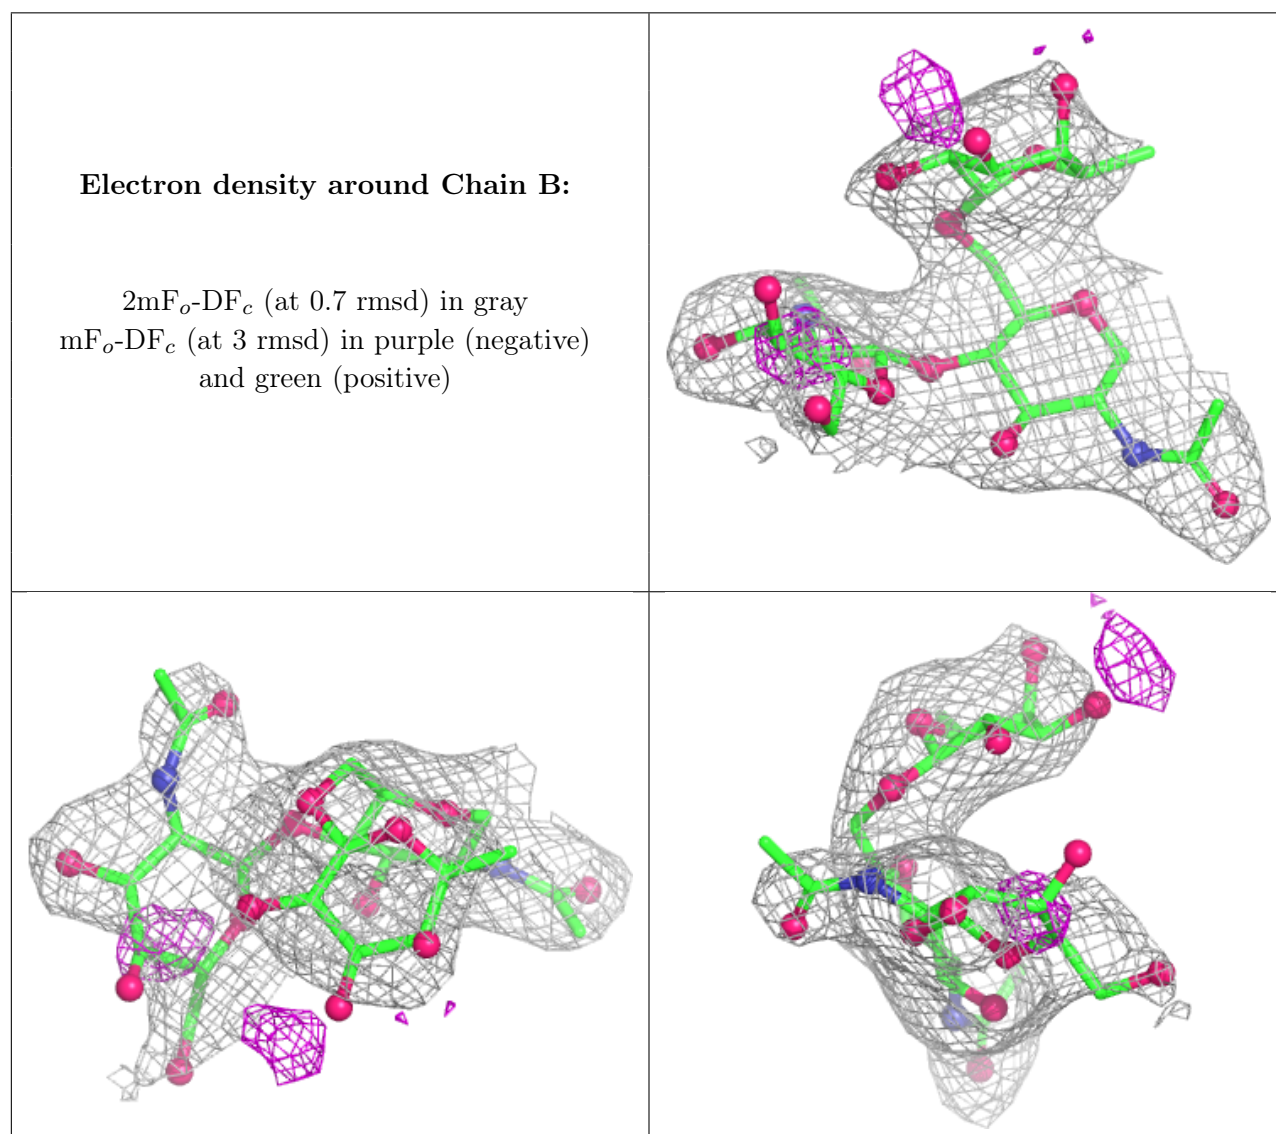 Electron density around Chain B:
2mFo-DFc (at 0.7 rmsd) in gray
mFo-DFc (at 3 rmsd) in purple (negative)
and green (positive)